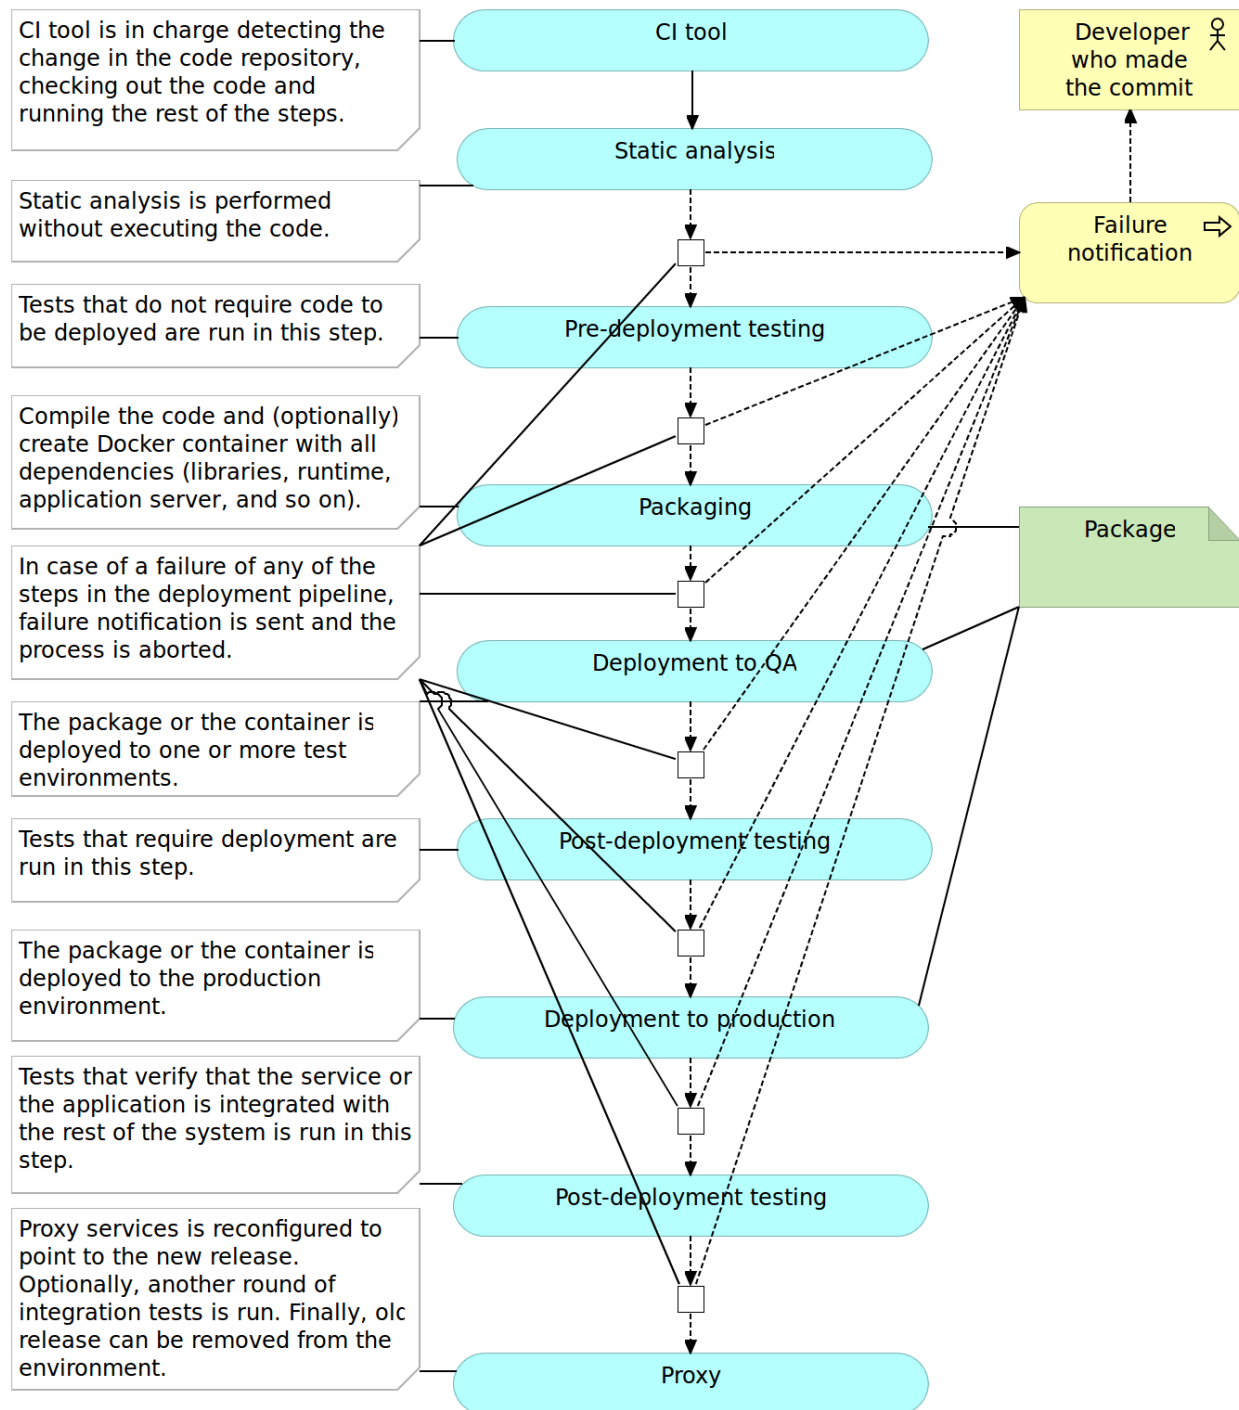 CI tool is in charge detecting the
change in the code repository,
checking out the code and
running the rest of the steps.
CI tool
Developer
who made
the commit
Static analysis
Static analysis is performed
without executing the code.
Failure
notification
Tests that do not require code to
be deployed are run in this step.
Pre-deployment testing
Compile the code and (optionally)
create Docker container with all
dependencies (libraries, runtime,
application server, and so on).
Packaging
Package
In case of a failure of any of the
steps in the deployment pipeline,
failure notification is sent and the
process is aborted.
Deployment to QA
The package or the container is
deployed to one or more test
environments.
Tests that require deployment are
run in this step.
Post-deployment testing
The package or the container is
deployed to the production
environment.
Deployment to production
Tests that verify that the service or
the application is integrated with
the rest of the system is run in this
step.
Post-deployment testing
Proxy services is reconfigured to
point to the new release.
Optionally, another round of
integration tests is run. Finally, old
release can be removed from the
environment.
Proxy